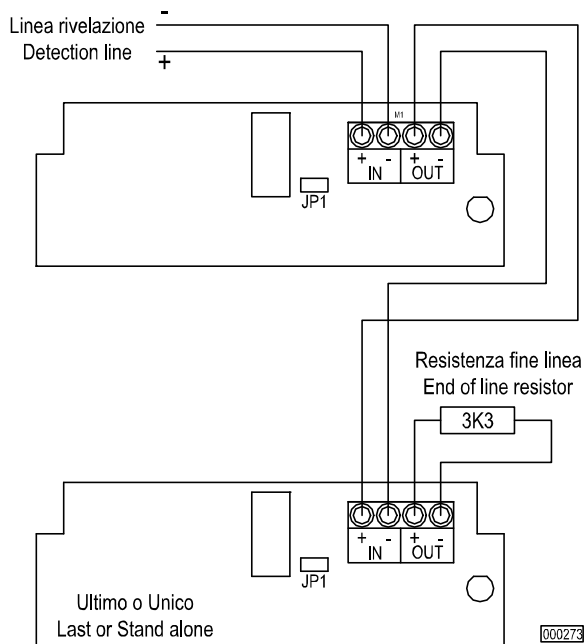 -
Linea rivelazione
Detection line
+
M1
+ - + -
IN OUT
JP1
Resistenza fine linea
End of line resistor
3K3
+ - + -
IN OUT
JP1
Ultimo o Unico
Last or Stand alone
000273